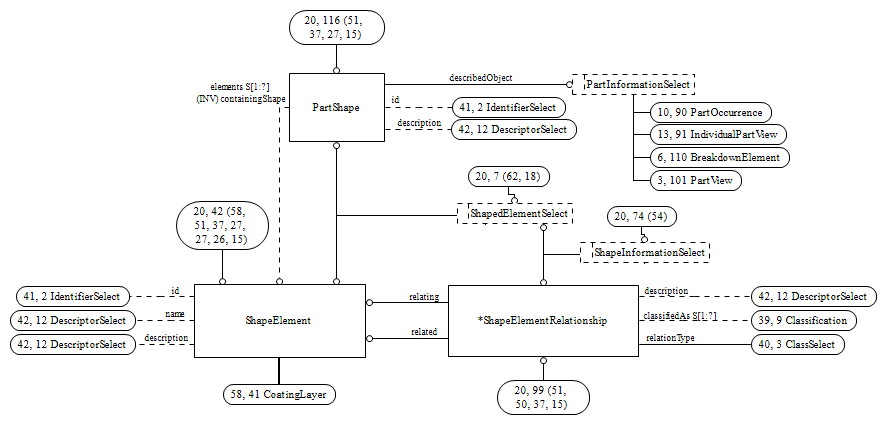 20, 116 (51,
37, 27, 15)
elements S[1:?]
(INV) containingShape
PartShape
describedObject
PartInformationSelect
id
41, 2 IdentifierSelect
description
42, 12 DescriptorSelect
10, 90 PartOccurrence
13, 91 IndividualPartView
6, 110 BreakdownElement
3, 101 PartView
20, 7 (62, 18)
ShapedElementSelect
20, 42 (58,
51, 37, 27,
27, 26, 15)
20, 74 (54)
ShapeInformationSelect
41, 2 IdentifierSelect
id
42, 12 DescriptorSelect
name
42, 12 DescriptorSelect
description
ShapeElement
relating
related
*ShapeElementRelationship
description
42, 12 DescriptorSelect
classifiedAs S[1:?]
39, 9 Classification
relationType
40, 3 ClassSelect
58, 41 CoatingLayer
20, 99 (51,
50, 37, 15)